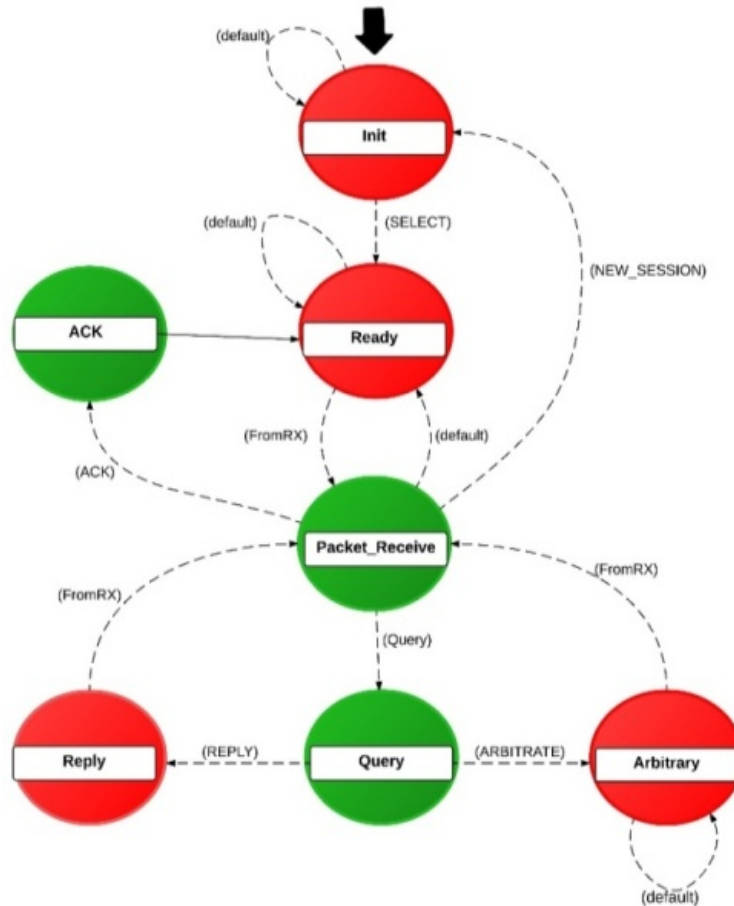 (default)
Init
(SELECT)
(default)
(NEW_SESSION)
ACK
Ready
(FromRX)
(default)
(ACK)
Packet_Receive
(FromRX)
(FromRX)
(Query)
Reply
(REPLY)
Query
(ARBITRATE)
Arbitrary
(default)